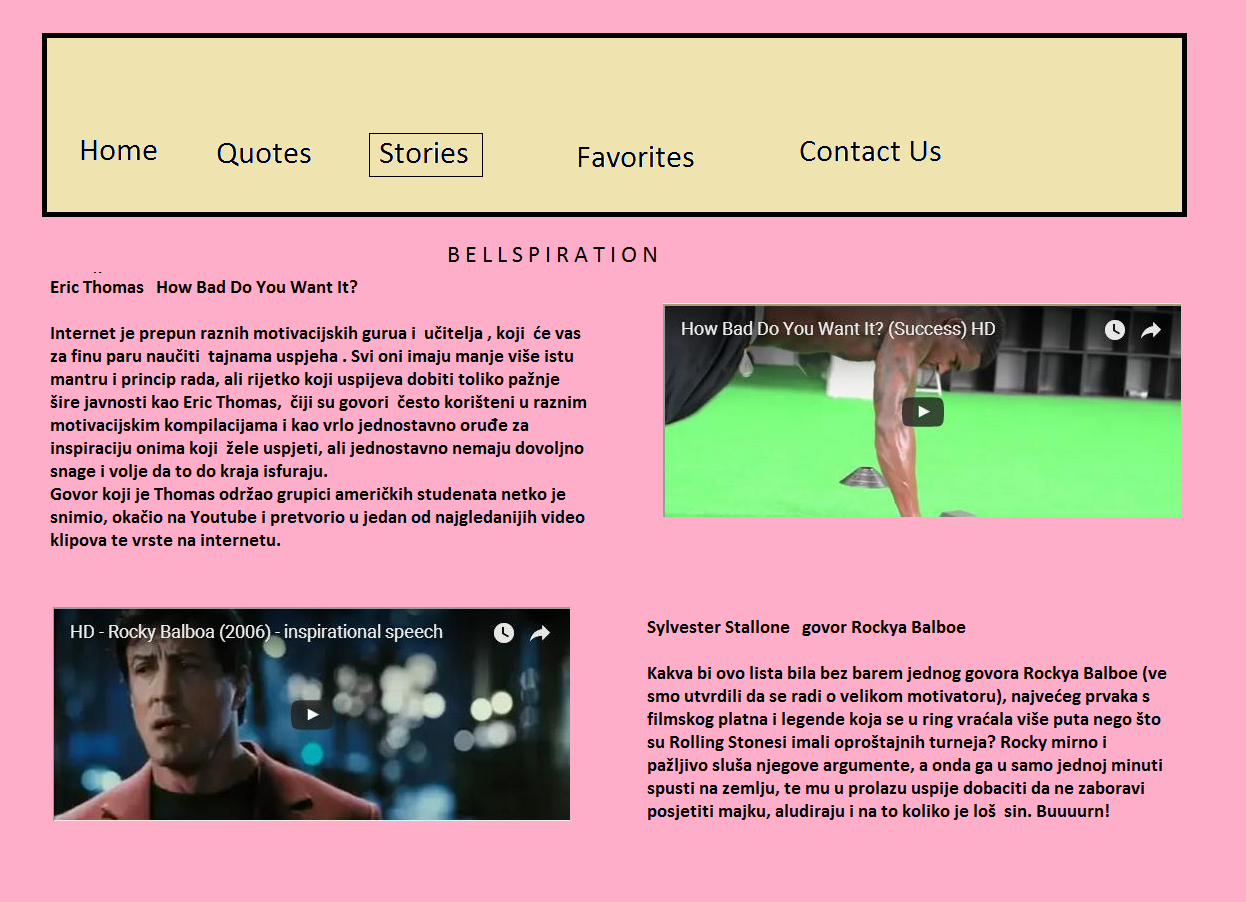 Home Quotes Stories Favorites Contact Us
BELLSPIRATION
Eric Thomas How Bad Do You Want It?
Internet je prepun raznih motivacijskih gurua i učitelja , koji će vas
za finu paru naučiti tajnama uspjeha . Svi oni imaju manje više istu
mantru i princip rada, ali rijetko koji uspijeva dobiti toliko pažnje
šire javnosti kao Eric Thomas, čiji su govori često korišteni u raznim
motivacijskim kompilacijama i kao vrlo jednostavno oruđe za
inspiraciju onima koji žele uspjeti, ali jednostavno nemaju dovoljno
snage i volje da to do kraja isfuraju.
Govor koji je Thomas održao grupici američkih studenata netko je
snimio, okačio na Youtube i pretvorio u jedan od najgledanijih video
klipova te vrste na internetu.
How Bad Do You Want It? (Success) HD
HD - Rocky Balboa (2006) - inspirational speech
Sylvester Stallone govor Rockya Balboe
Kakva bi ovo lista bila bez barem jednog govora Rockya Balboe (ve
smo utvrdili da se radi o velikom motivatoru), najvećeg prvaka s
filmskog platna i legende koja se u ring vraćala više puta nego što
su Rolling Stonesi imali oproštajnih turneja? Rocky mirno i
pažljivo sluša njegove argumente, a onda ga u samo jednoj minuti
spusti na zemlju, te mu u prolazu uspije dobaciti da ne zaboravi
posjetiti majku, aludiraju i na to koliko je loš sin. Buuuurn!